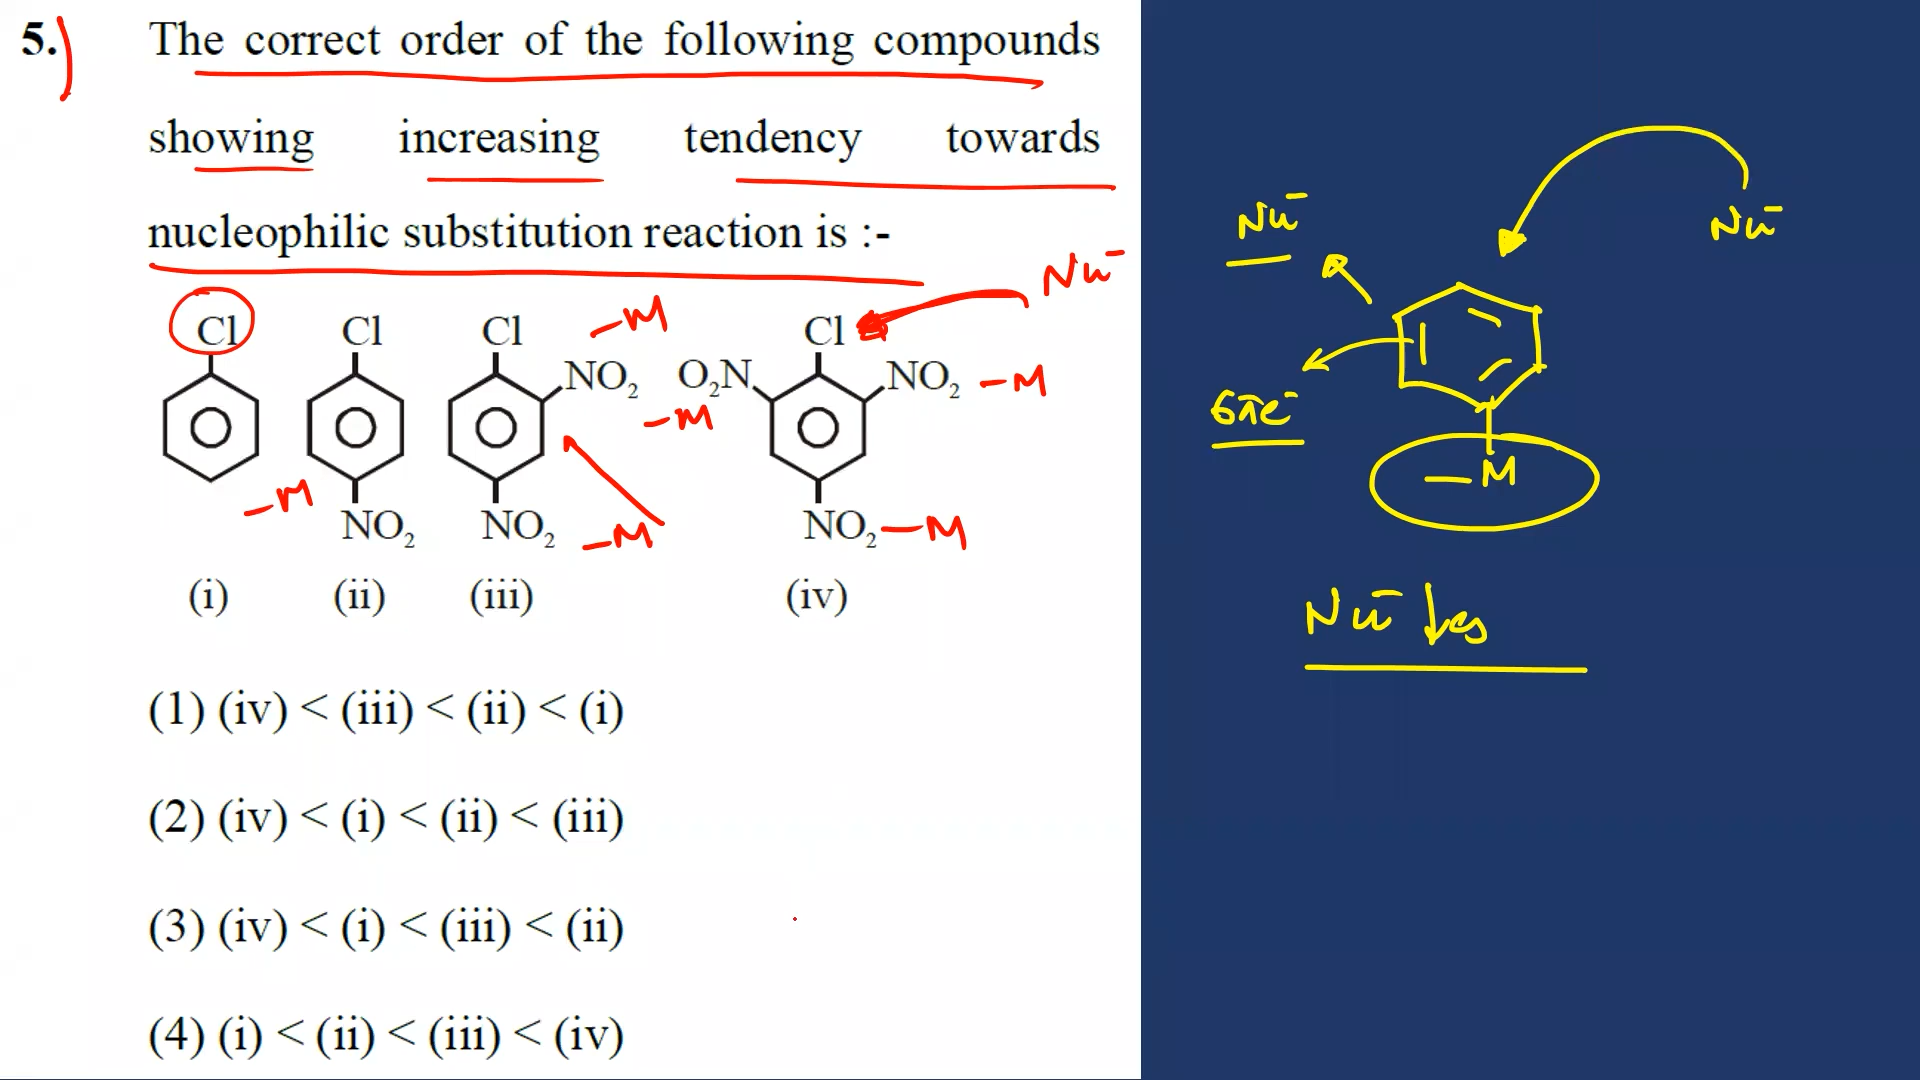 5.) The correct order of the following compounds
showing increasing tendency towards
nucleophilic substitution reaction is :-
Cl
-M
Cl
NO₂
Cl
NO₂ -M
NO₂ -M
Nu⁻
Cl
O₂N -M
NO₂ -M
NO₂ -M
(i) (ii) (iii) (iv)
(1) (iv) < (iii) < (ii) < (i)
(2) (iv) < (i) < (ii) < (iii)
(3) (iv) < (i) < (iii) < (ii)
(4) (i) < (ii) < (iii) < (iv)
Nu⁻
Nu⁻
6πe⁻
-M
Nu⁻ ↓es